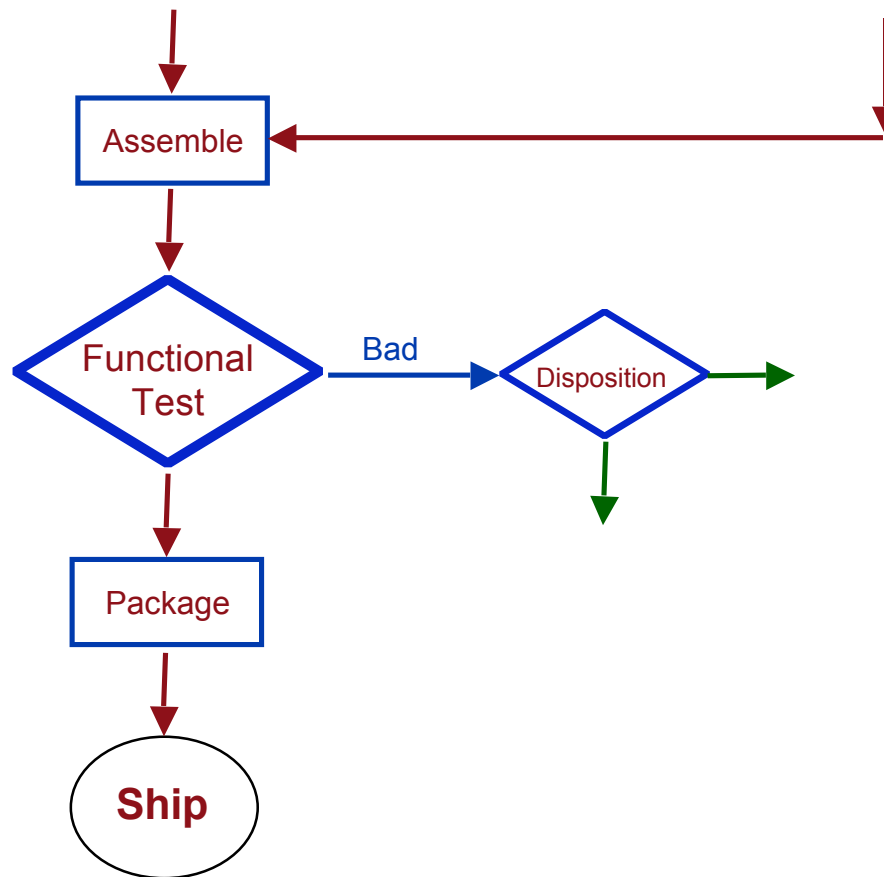 Assemble
Functional
Test
Bad
Disposition
Package
Ship